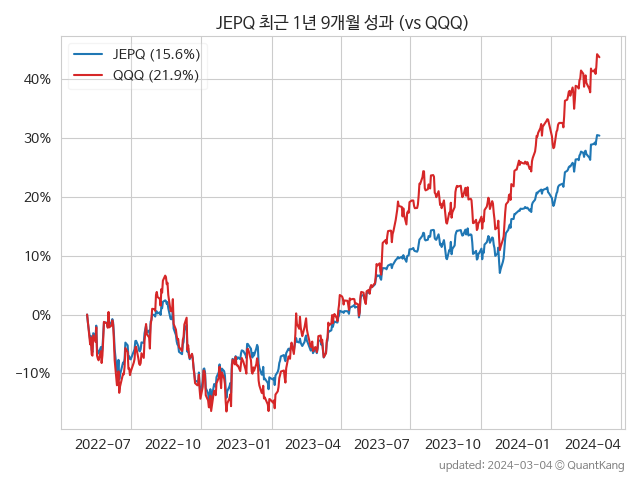 JEPQ 최근 1년 9개월 성과 (vs QQQ)
JEPQ (15.6%)
QQQ (21.9%)
40%
30%
20%
10%
0%
−10%
2022-07 2022-10 2023-01 2023-04 2023-07 2023-10 2024-01 2024-04
updated: 2024-03-04 © QuantKang